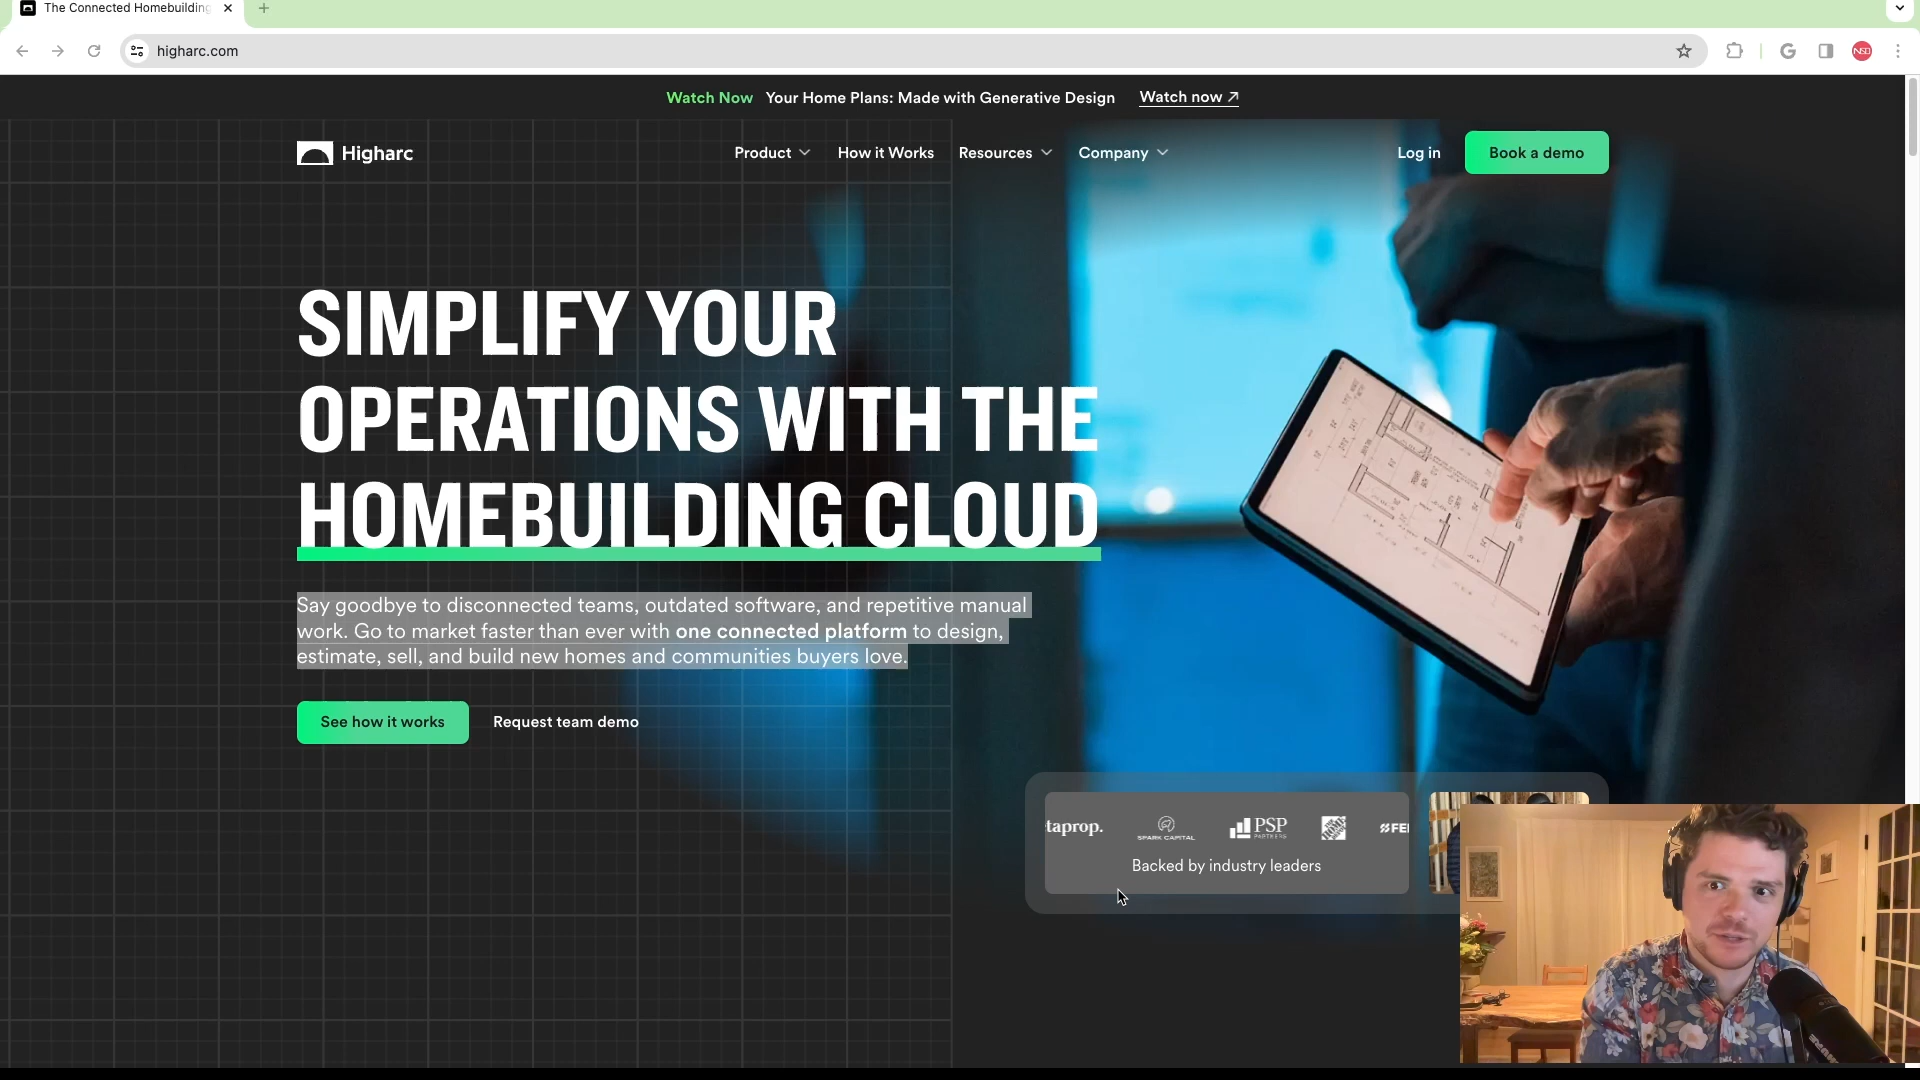 The Connected Homebuilding
higharc.com
NSD
Watch Now Your Home Plans: Made with Generative Design Watch now
Higharc Product How it Works Resources Company Log in Book a demo
SIMPLIFY YOUR
OPERATIONS WITH THE
HOMEBUILDING CLOUD
Say goodbye to disconnected teams, outdated software, and repetitive manual
work. Go to market faster than ever with one connected platform to design,
estimate, sell, and build new homes and communities buyers love.
See how it works Request team demo
taprop. SPARK CAPITAL PSP PARTNERS FEI
Backed by industry leaders